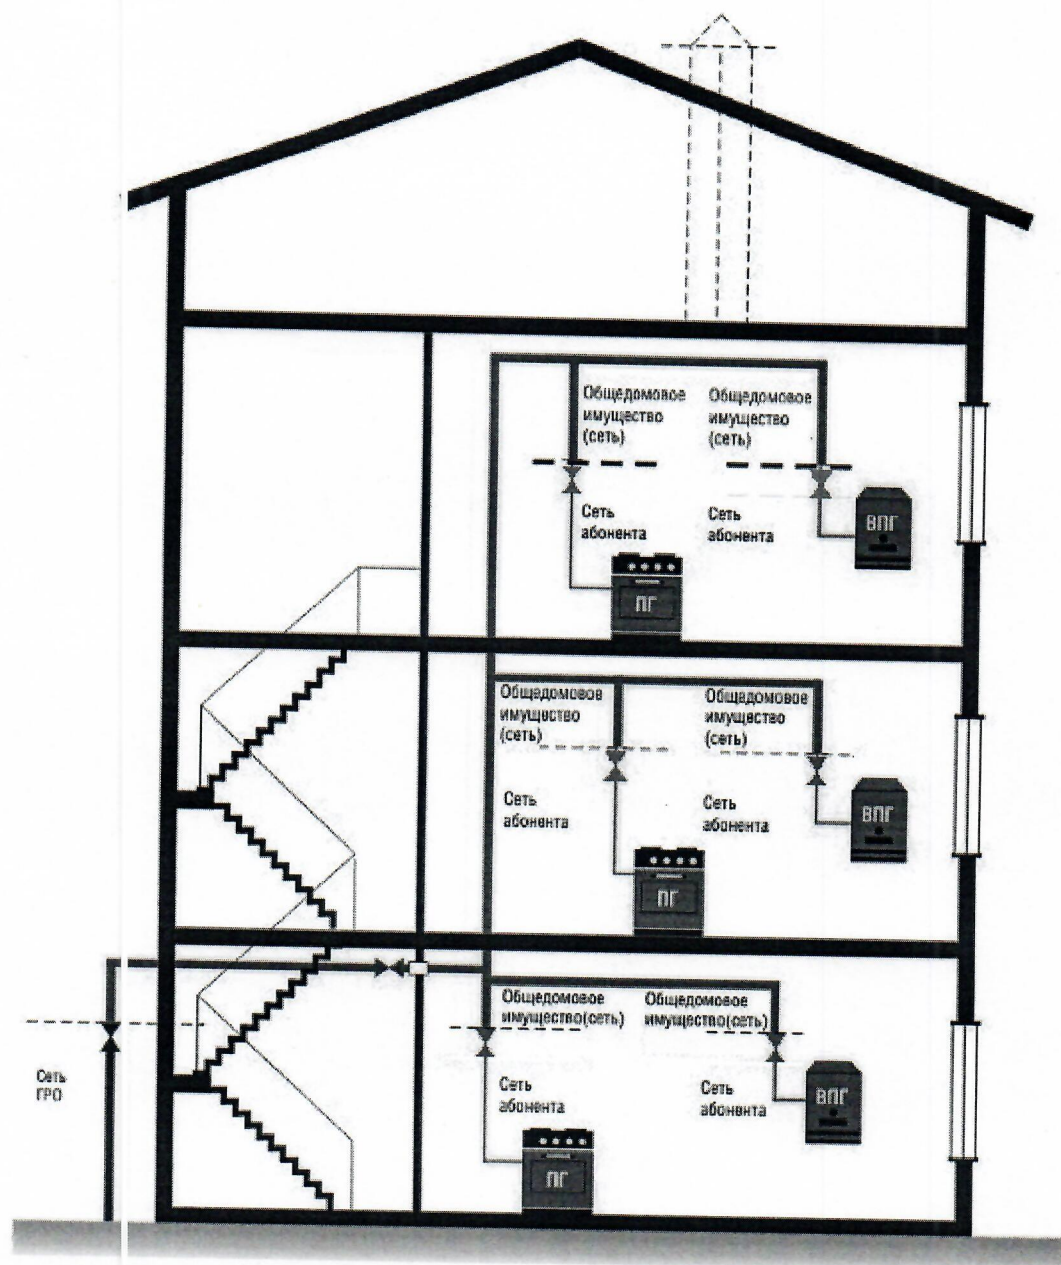 Общедомовое
имущество
(сеть)
Общедомовое
имущество
(сеть)
Сеть
абонента
Сеть
абонента
ВПГ
ПГ
Общедомовое
имущество
(сеть)
Общедомовое
имущество
(сеть)
Сеть
абонента
Сеть
абонента
ВПГ
ПГ
Общедомовое
имущество(сеть)
Общедомовое
имущество(сеть)
Сеть
ГРО
Сеть
абонента
Сеть
абонента
ВПГ
ПГ